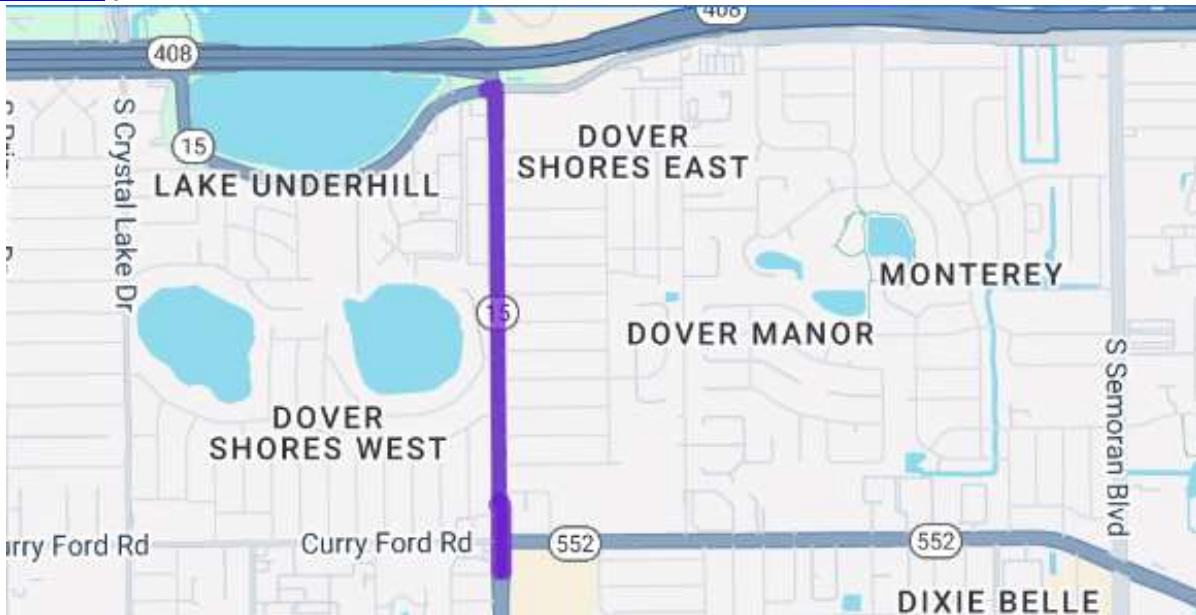 408
408
S Crystal Lake Dr
15
LAKE UNDERHILL
DOVER
SHORES EAST
MONTEREY
15
DOVER MANOR
S Semoran Blvd
DOVER
SHORES WEST
urry Ford Rd
Curry Ford Rd
552
552
DIXIE BELLE